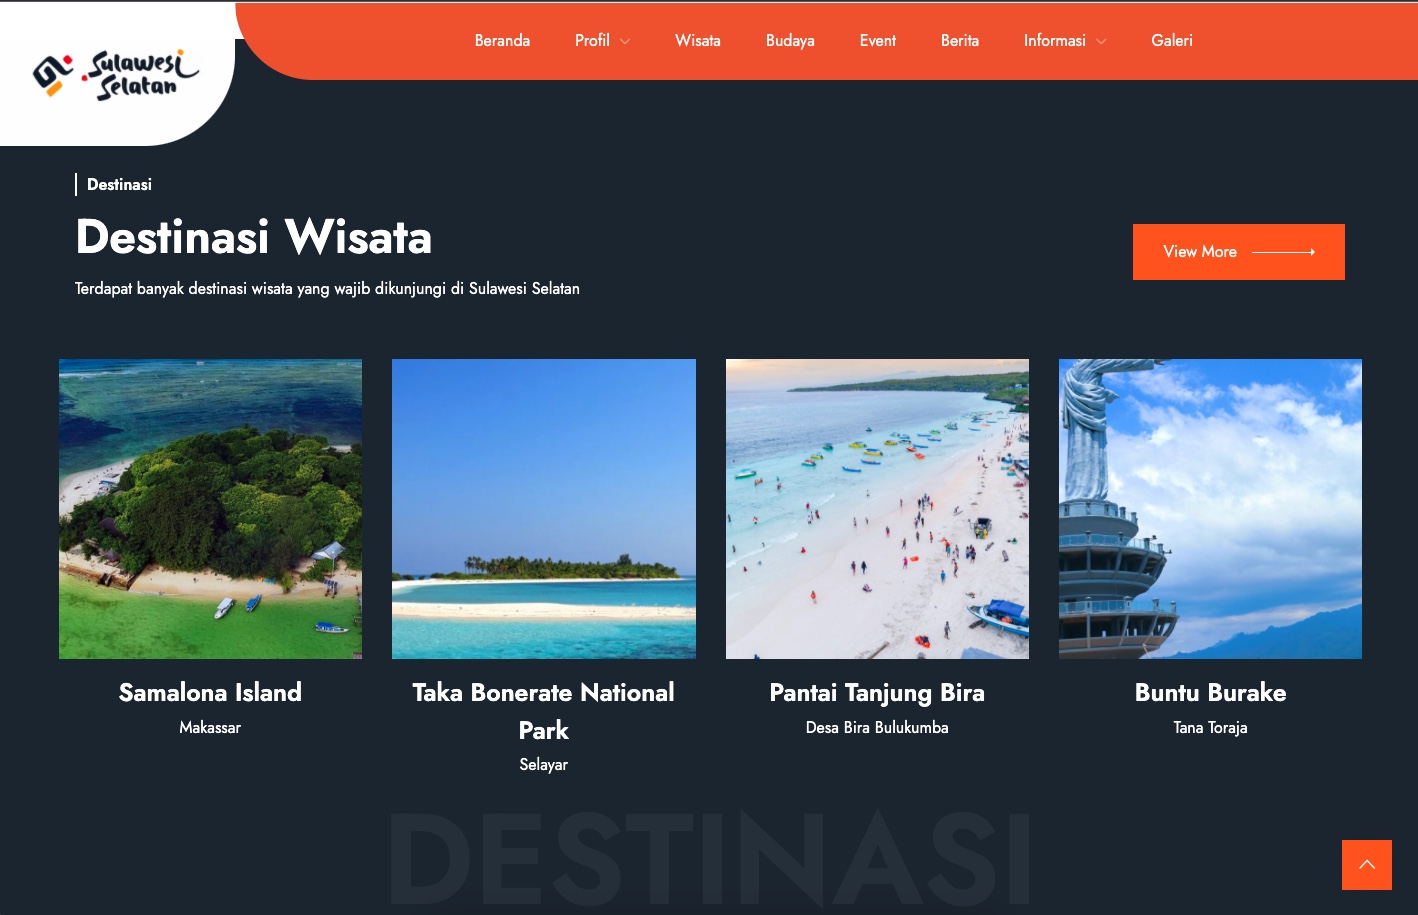 Sulawesi
Selatan
Beranda Profil Wisata Budaya Event Berita Informasi Galeri
Destinasi
Destinasi Wisata
Terdapat banyak destinasi wisata yang wajib dikunjungi di Sulawesi Selatan
View More
Samalona Island
Makassar
Taka Bonerate National
Park
Selayar
Pantai Tanjung Bira
Desa Bira Bulukumba
Buntu Burake
Tana Toraja
DESTINASI